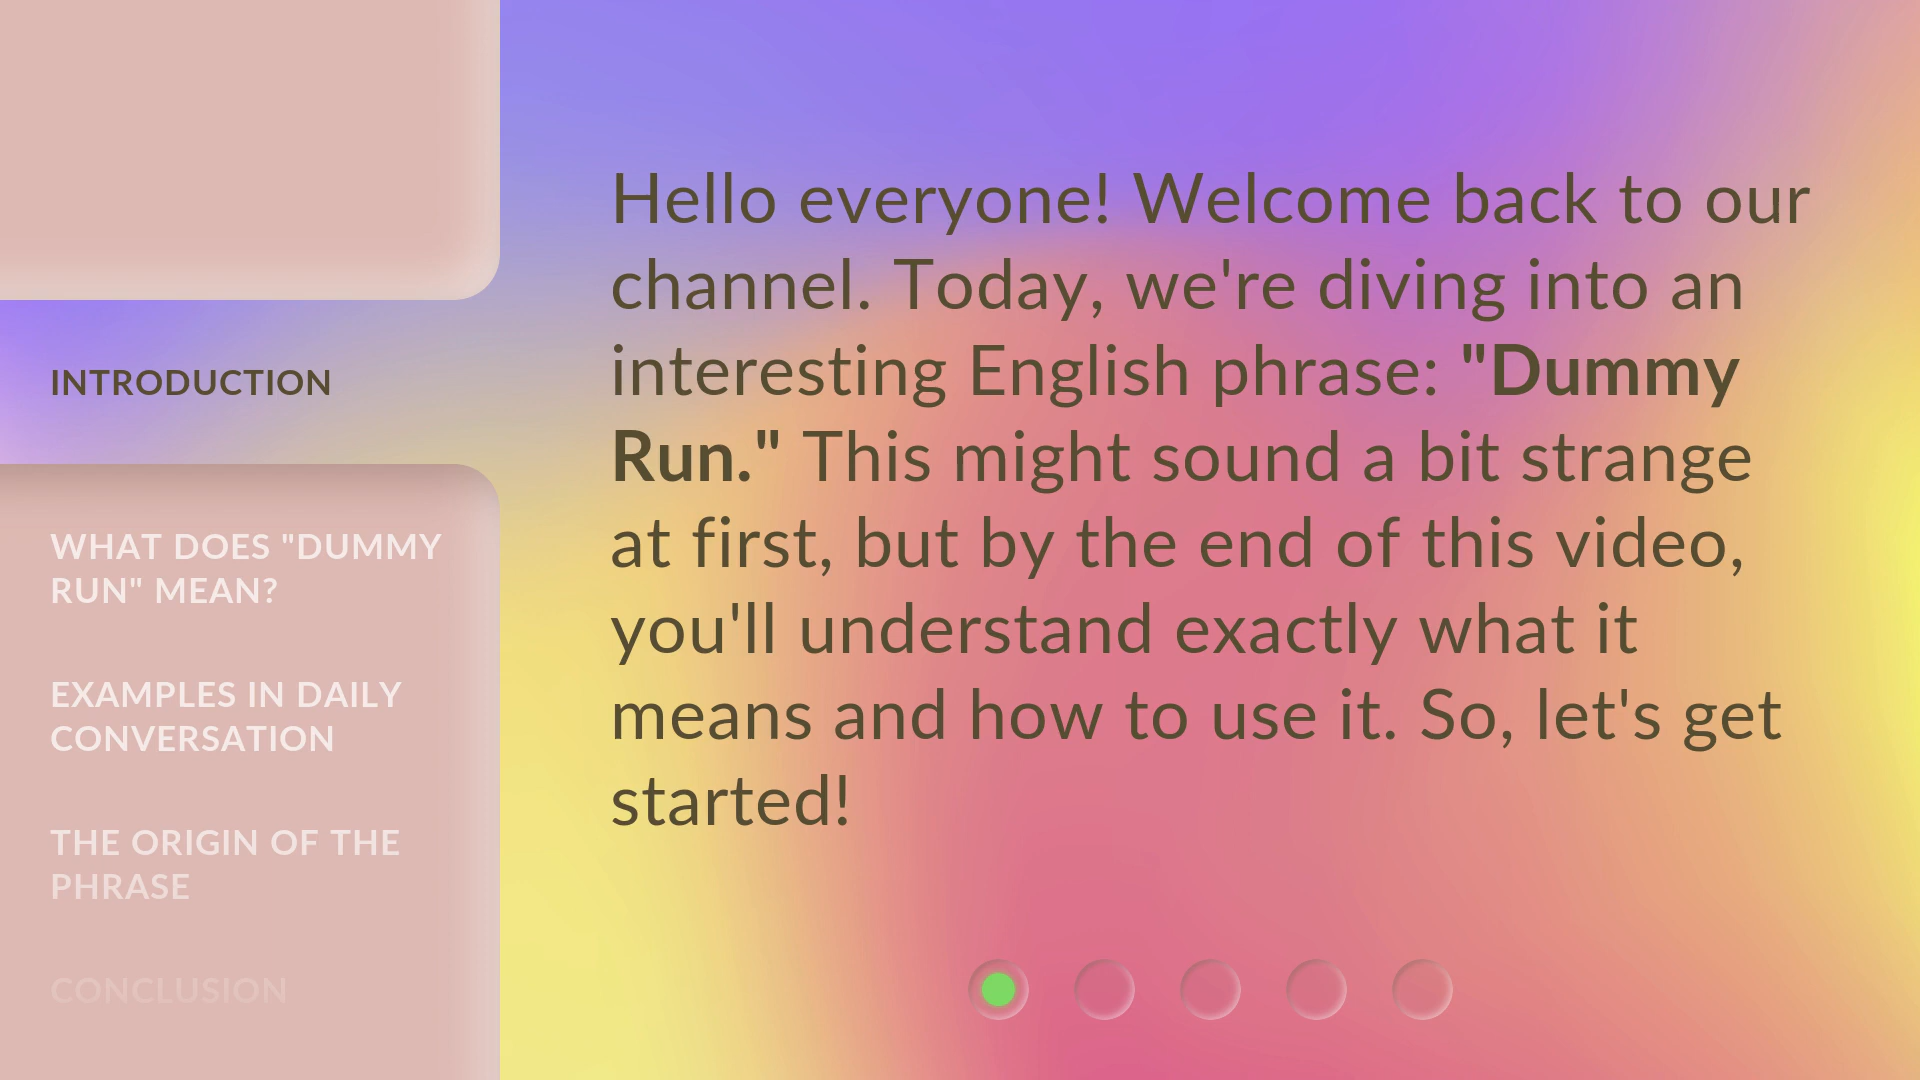 INTRODUCTION
WHAT DOES "DUMMY
RUN" MEAN?
EXAMPLES IN DAILY
CONVERSATION
THE ORIGIN OF THE
PHRASE
CONCLUSION
Hello everyone! Welcome back to our
channel. Today, we're diving into an
interesting English phrase: "Dummy
Run." This might sound a bit strange
at first, but by the end of this video,
you'll understand exactly what it
means and how to use it. So, let's get
started!